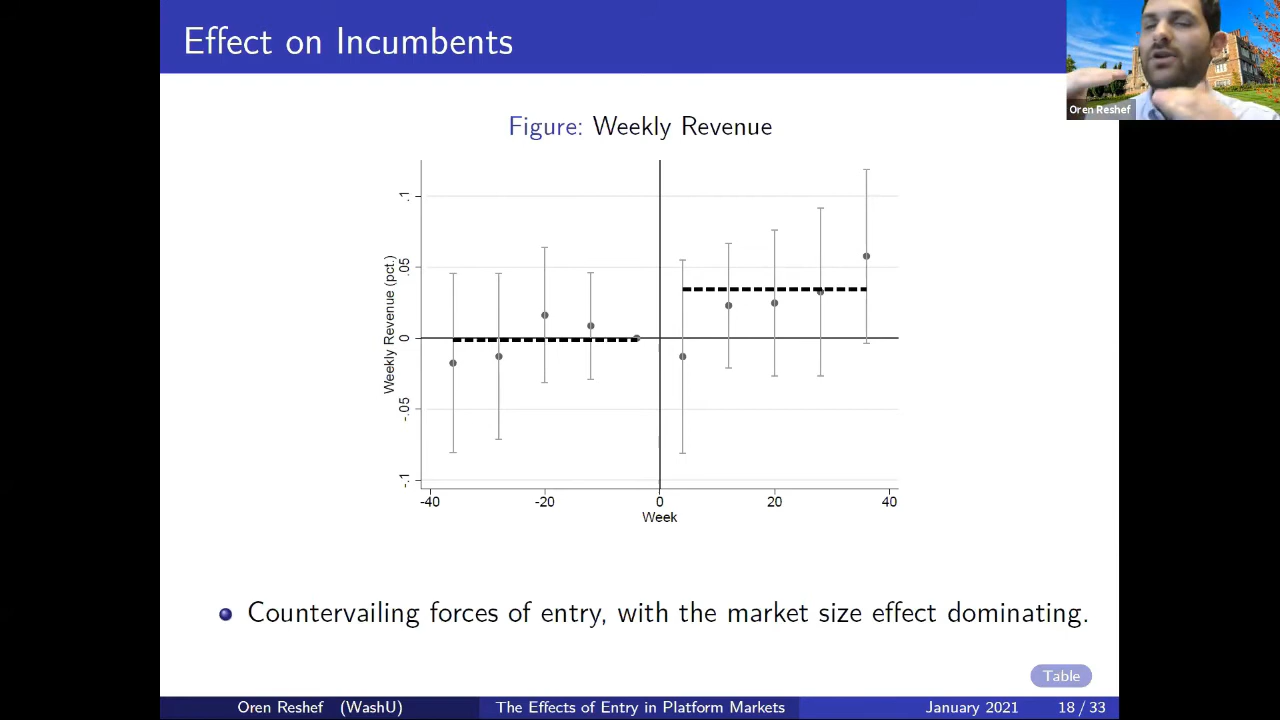 Effect on Incumbents
Oren Reshef
Figure: Weekly Revenue
Weekly Revenue (pct.)
.1
.05
0
-.05
-.1
-40
-20
0
20
40
Week
Countervailing forces of entry, with the market size effect dominating.
Table
Oren Reshef (WashU)
The Effects of Entry in Platform Markets
January 2021
18 / 33